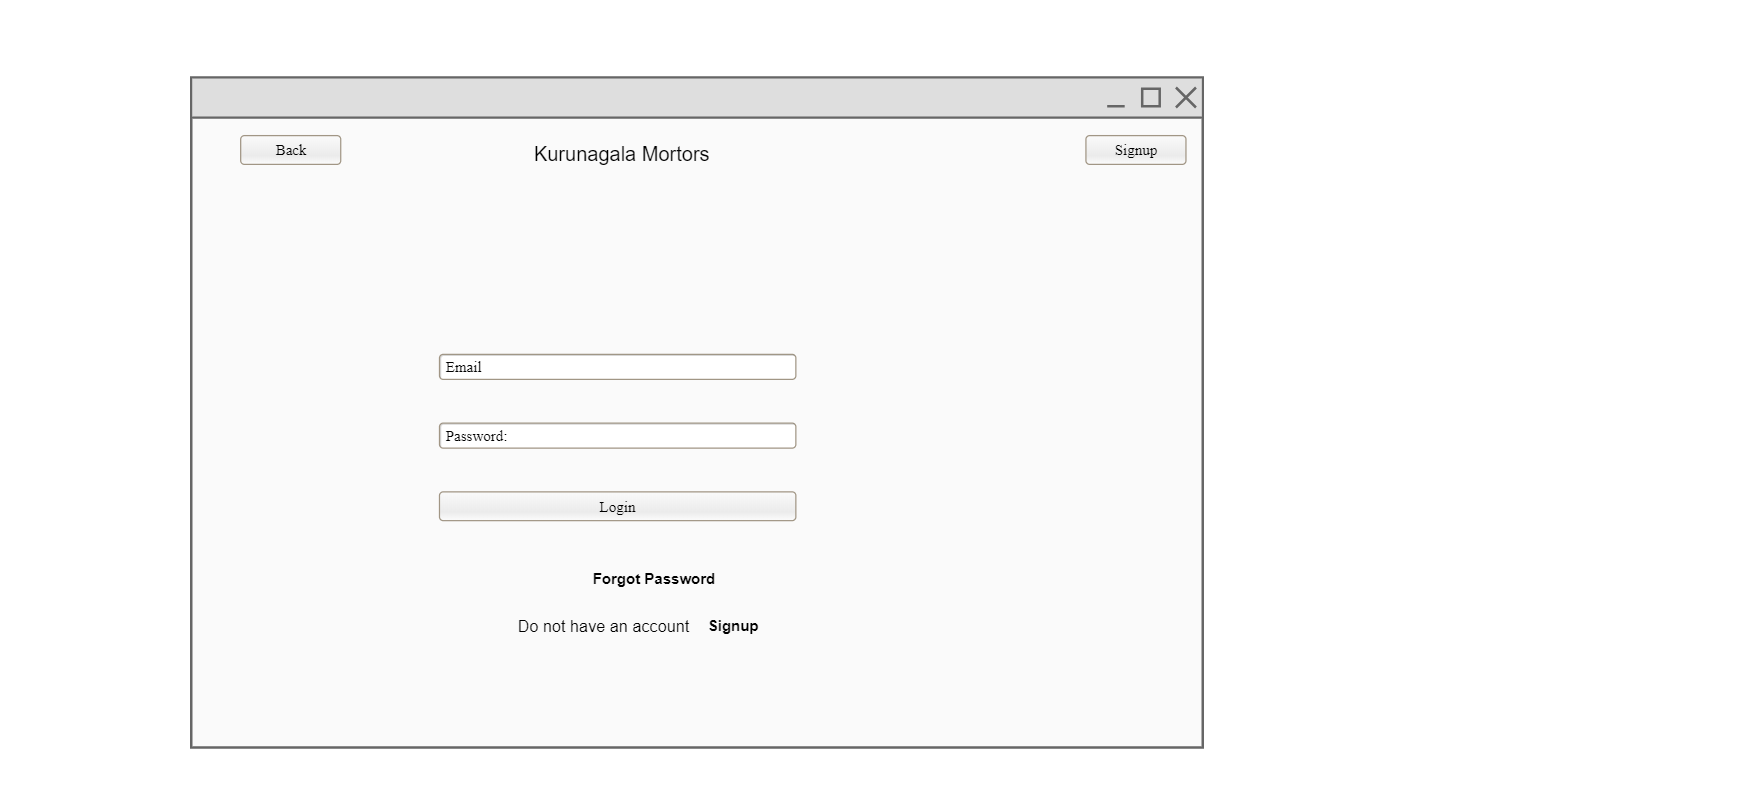 Back
Kurunagala Mortors
Signup
Email
Password:
Login
Forgot Password
Do not have an account Signup